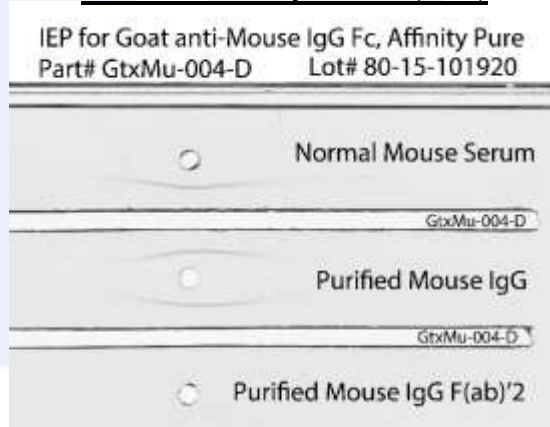 IEP for Goat anti-Mouse IgG Fc, Affinity Pure
Part# GtxMu-004-D Lot# 80-15-101920
Normal Mouse Serum
GtxMu-004-D
Purified Mouse IgG
GtxMu-004-D
Purified Mouse IgG F(ab)'2